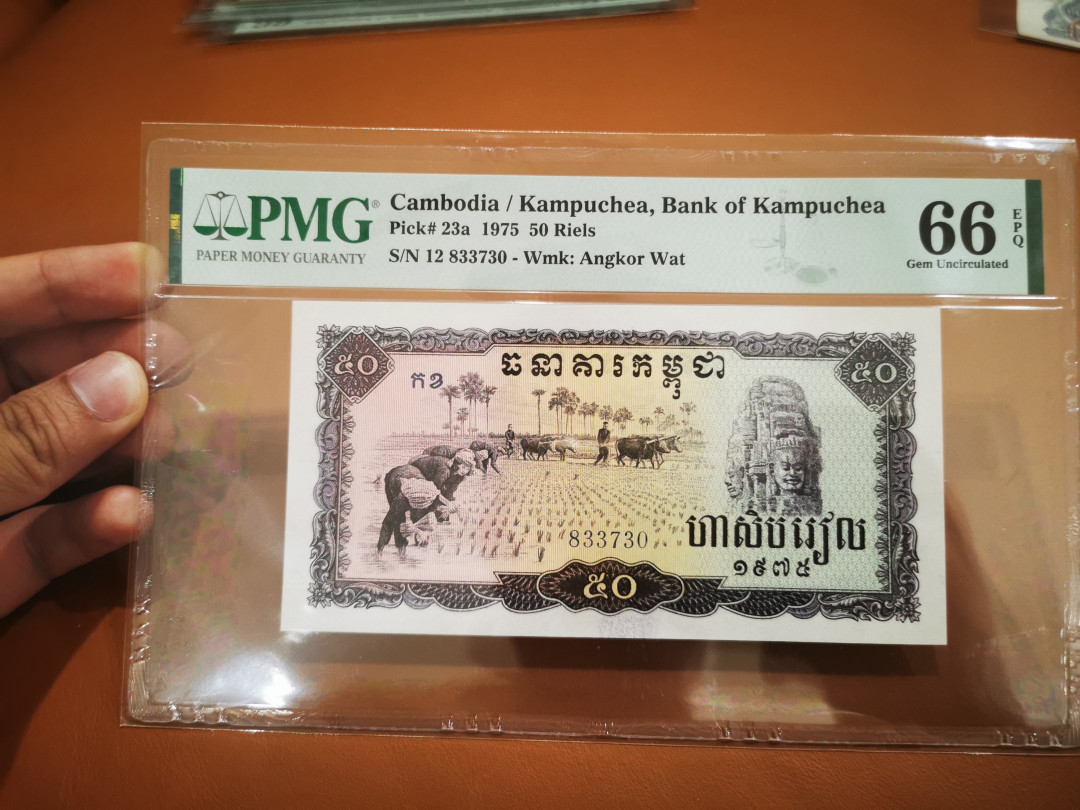 PMG®
PAPER MONEY GUARANTY
Cambodia / Kampuchea, Bank of Kampuchea
Pick# 23a 1975 50 Riels
S/N 12 833730 - Wmk: Angkor Wat
66
EPQ
Gem Uncirculated
៥០
ធនាគារកម្ពុជា
៥០
កខ
833730
ហាសិបរៀល
១៩៧៥
៥០